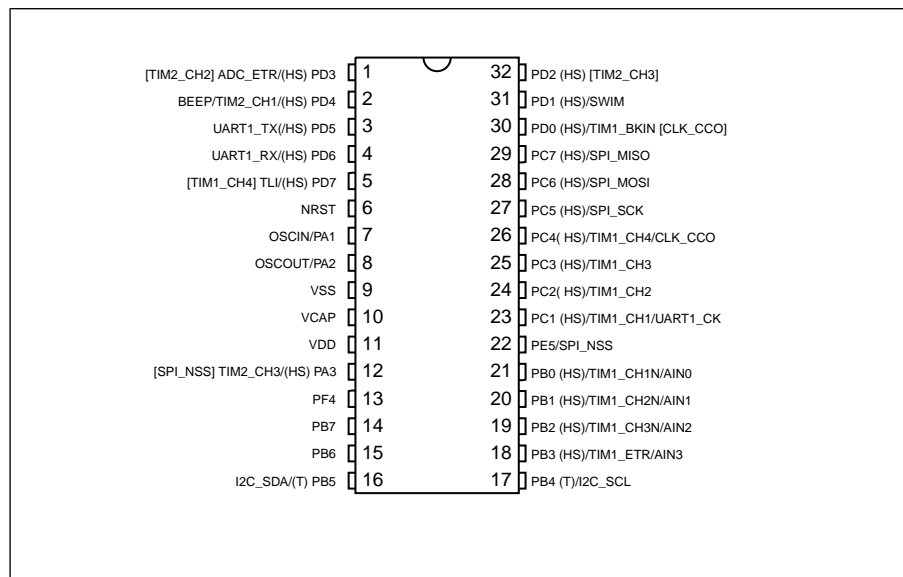 [TIM2_CH2] ADC_ETR/(HS) PD3 1 32 PD2 (HS) [TIM2_CH3]
BEEP/TIM2_CH1/(HS) PD4 2 31 PD1 (HS)/SWIM
UART1_TX/(HS) PD5 3 30 PD0 (HS)/TIM1_BKIN [CLK_CCO]
UART1_RX/(HS) PD6 4 29 PC7 (HS)/SPI_MISO
[TIM1_CH4] TLI/(HS) PD7 5 28 PC6 (HS)/SPI_MOSI
NRST 6 27 PC5 (HS)/SPI_SCK
OSCIN/PA1 7 26 PC4( HS)/TIM1_CH4/CLK_CCO
OSCOUT/PA2 8 25 PC3 (HS)/TIM1_CH3
VSS 9 24 PC2( HS)/TIM1_CH2
VCAP 10 23 PC1 (HS)/TIM1_CH1/UART1_CK
VDD 11 22 PE5/SPI_NSS
[SPI_NSS] TIM2_CH3/(HS) PA3 12 21 PB0 (HS)/TIM1_CH1N/AIN0
PF4 13 20 PB1 (HS)/TIM1_CH2N/AIN1
PB7 14 19 PB2 (HS)/TIM1_CH3N/AIN2
PB6 15 18 PB3 (HS)/TIM1_ETR/AIN3
I2C_SDA/(T) PB5 16 17 PB4 (T)/I2C_SCL